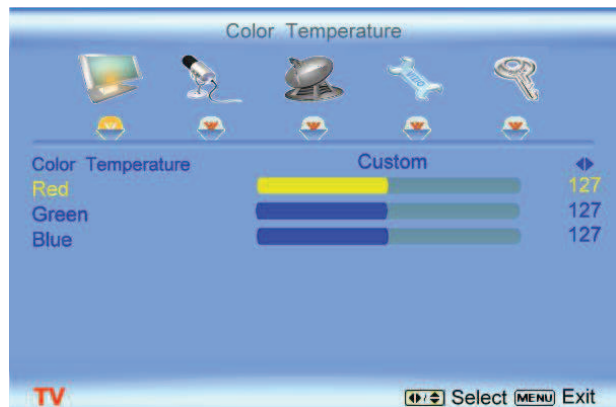 Color Temperature
Color Temperature Custom
Red 127
Green 127
Blue 127
TV Select MENU Exit